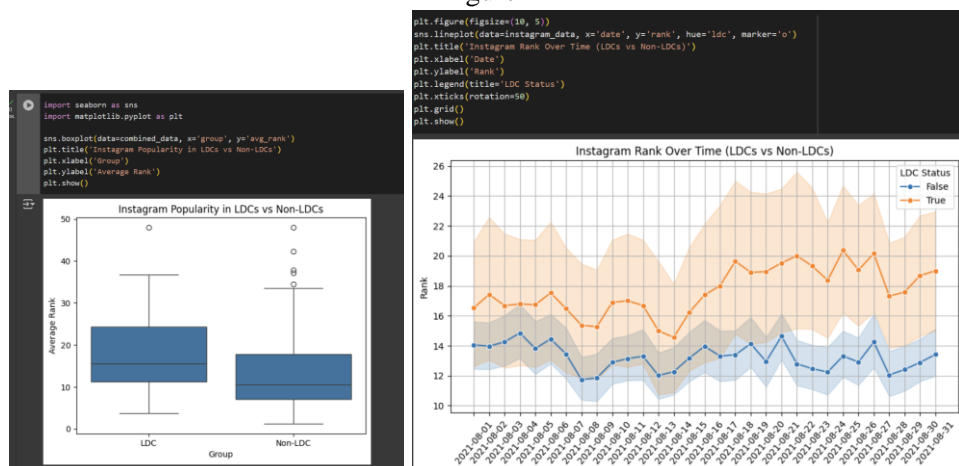 import seaborn as sns
import matplotlib.pyplot as plt
sns.boxplot(data=combined_data, x='group', y='avg_rank')
plt.title('Instagram Popularity in LDCs vs Non-LDCs')
plt.xlabel('Group')
plt.ylabel('Average Rank')
plt.show()
Instagram Popularity in LDCs vs Non-LDCs
50
40
30
20
10
0
Average Rank
LDC
Non-LDC
Group
plt.figure(figsize=(10, 5))
sns.lineplot(data=instagram_data, x='date', y='rank', hue='ldc', marker='o')
plt.title('Instagram Rank Over Time (LDCs vs Non-LDCs)')
plt.xlabel('Date')
plt.ylabel('Rank')
plt.legend(title='LDC Status')
plt.xticks(rotation=50)
plt.grid()
plt.show()
Instagram Rank Over Time (LDCs vs Non-LDCs)
LDC Status
False
True
26
24
22
20
18
16
14
12
10
Rank
2021-08-01
2021-08-02
2021-08-03
2021-08-04
2021-08-05
2021-08-06
2021-08-07
2021-08-08
2021-08-09
2021-08-10
2021-08-11
2021-08-12
2021-08-13
2021-08-14
2021-08-15
2021-08-16
2021-08-17
2021-08-18
2021-08-19
2021-08-20
2021-08-21
2021-08-22
2021-08-23
2021-08-24
2021-08-25
2021-08-26
2021-08-27
2021-08-28
2021-08-29
2021-08-30
2021-08-31